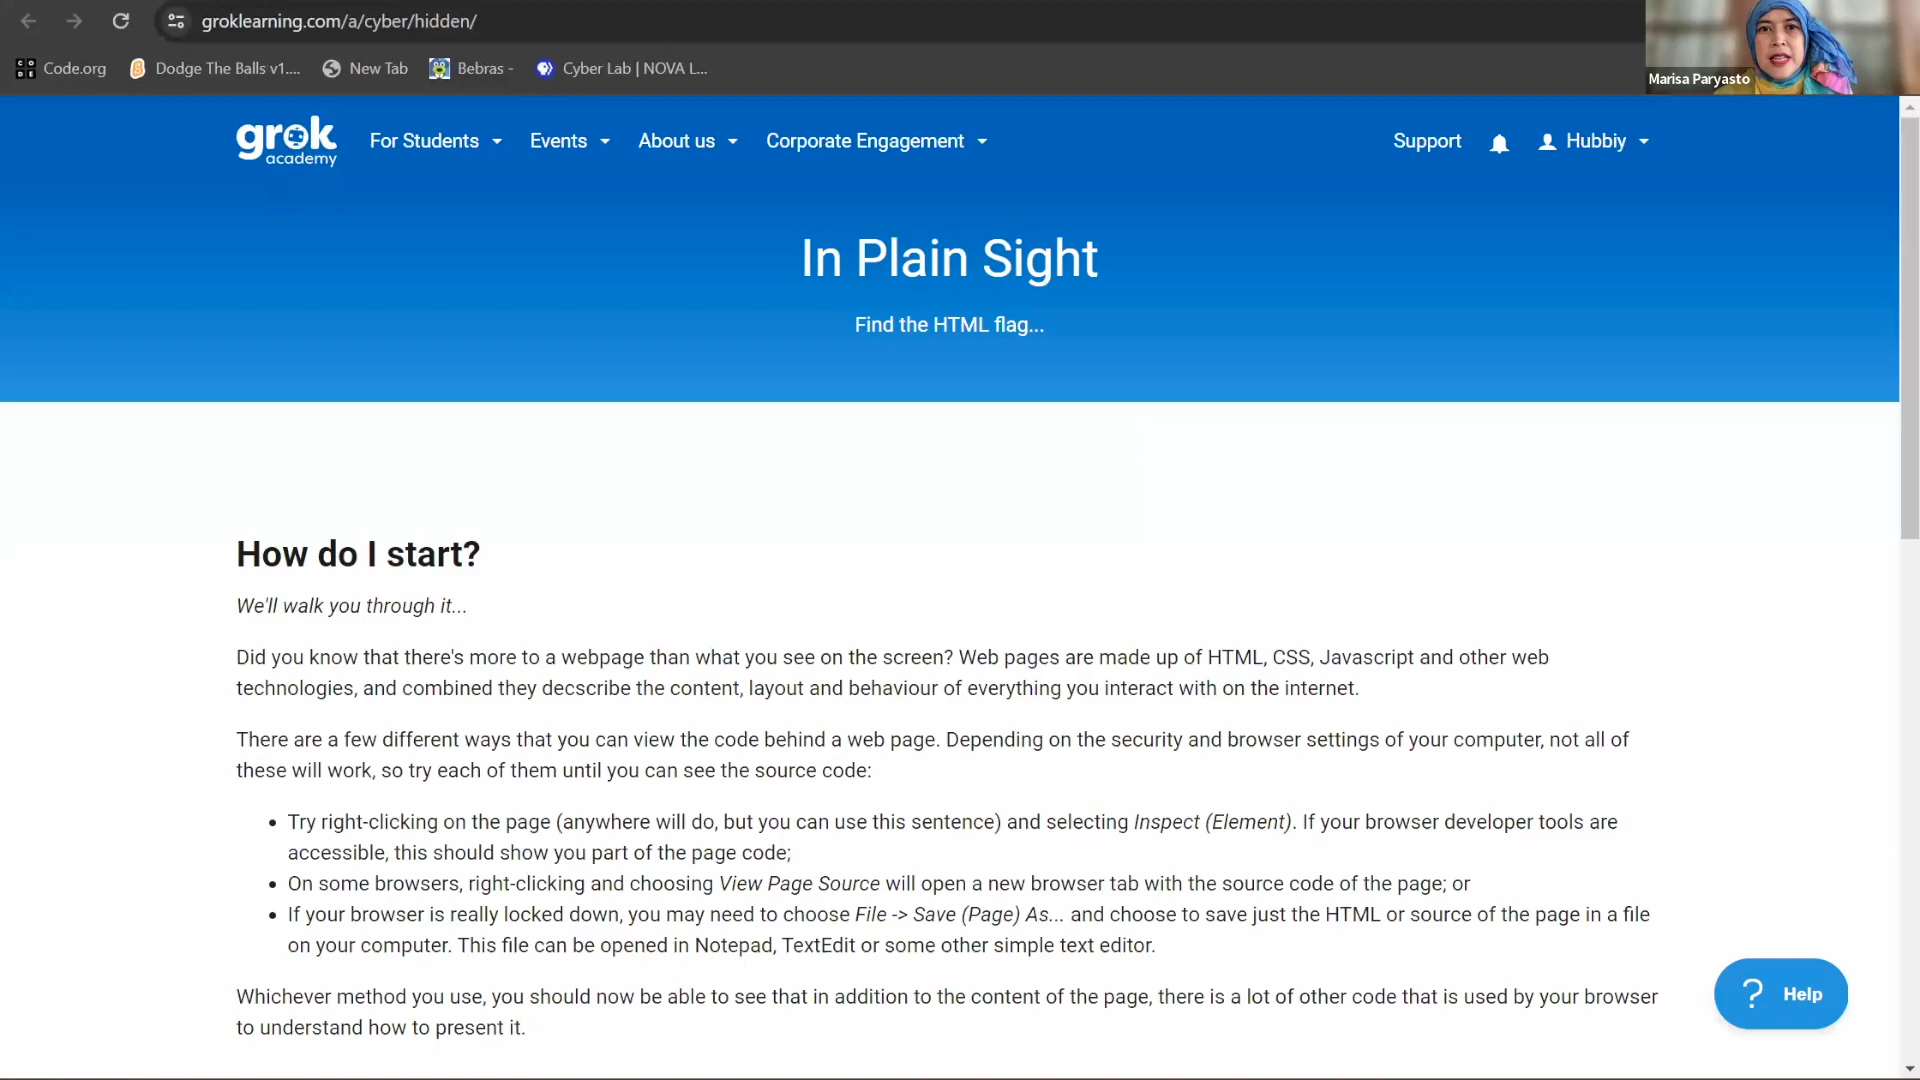 groklearning.com/a/cyber/hidden/
Code.org
Dodge The Balls v1....
New Tab
Bebras -
Cyber Lab | NOVA L...
Marisa Paryasto
grok
academy
For Students
Events
About us
Corporate Engagement
Support
Hubbiy
In Plain Sight
Find the HTML flag...
How do I start?
We'll walk you through it...
Did you know that there's more to a webpage than what you see on the screen? Web pages are made up of HTML, CSS, Javascript and other web
technologies, and combined they decscribe the content, layout and behaviour of everything you interact with on the internet.
There are a few different ways that you can view the code behind a web page. Depending on the security and browser settings of your computer, not all of
these will work, so try each of them until you can see the source code:
• Try right-clicking on the page (anywhere will do, but you can use this sentence) and selecting Inspect (Element). If your browser developer tools are
accessible, this should show you part of the page code;
• On some browsers, right-clicking and choosing View Page Source will open a new browser tab with the source code of the page; or
• If your browser is really locked down, you may need to choose File -> Save (Page) As... and choose to save just the HTML or source of the page in a file
on your computer. This file can be opened in Notepad, TextEdit or some other simple text editor.
Whichever method you use, you should now be able to see that in addition to the content of the page, there is a lot of other code that is used by your browser
to understand how to present it.
? Help